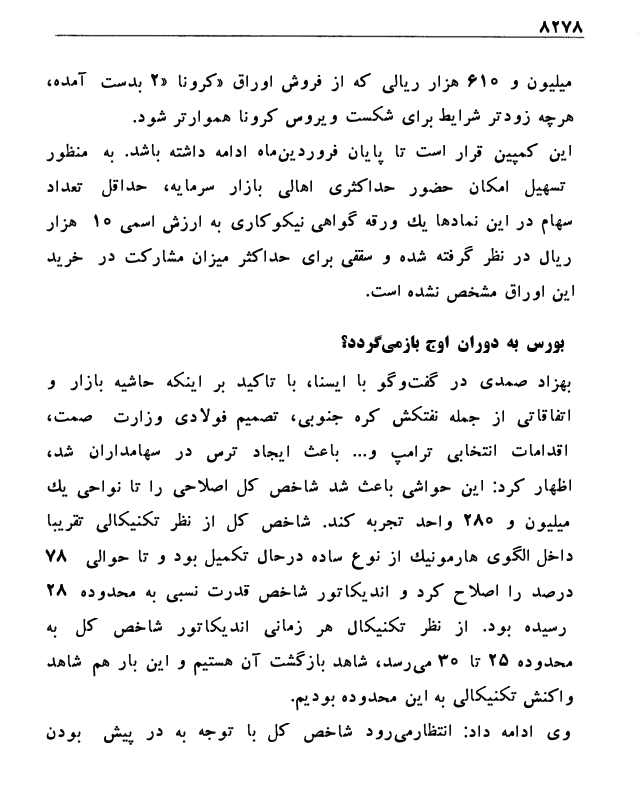 ۸۲۷۸
میلیون و ۶۱۰ هزار ریالی که از فروش اوراق «کرونا «۲ بدست آمده،
هرچه زودتر شرایط برای شکست ویروس کرونا هموارتر شود.
این کمپین قرار است تا پایان فروردین‌ماه ادامه داشته باشد. به منظور
تسهیل امکان حضور حداکثری اهالی بازار سرمایه، حداقل تعداد
سهام در این نمادها یك ورقه گواهی نیکوکاری به ارزش اسمی ۱۰ هزار
ریال در نظر گرفته شده و سقفی برای حداکثر میزان مشارکت در خرید
این اوراق مشخص نشده است.
بورس به دوران اوج بازمی‌گردد؟
بهزاد صمدی در گفت‌وگو با ایسنا، با تاکید بر اینکه حاشیه بازار و
اتفاقاتی از جمله نفتکش کره جنوبی، تصمیم فولادی وزارت صمت،
اقدامات انتخابی ترامپ و... باعث ایجاد ترس در سهامداران شد،
اظهار کرد: این حواشی باعث شد شاخص کل اصلاحی را تا نواحی یك
میلیون و ۲۸۰ واحد تجربه کند. شاخص کل از نظر تکنیکالی تقریبا
داخل الگوی هارمونیك از نوع ساده درحال تکمیل بود و تا حوالی ۷۸
درصد را اصلاح کرد و اندیکاتور شاخص قدرت نسبی به محدوده ۲۸
رسیده بود. از نظر تکنیکال هر زمانی اندیکاتور شاخص کل به
محدوده ۲۵ تا ۳۰ می‌رسد، شاهد بازگشت آن هستیم و این بار هم شاهد
واکنش تکنیکالی به این محدوده بودیم.
وی ادامه داد: انتظارمی‌رود شاخص کل با توجه به در پیش بودن